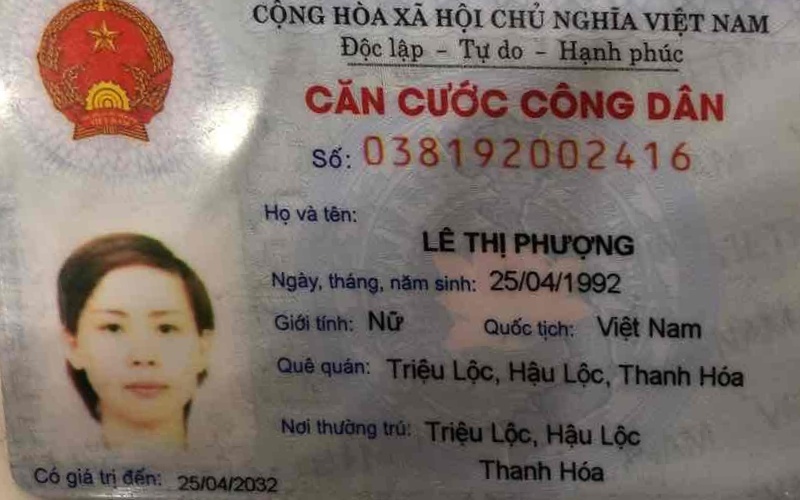 CỘNG HÒA XÃ HỘI CHỦ NGHĨA VIỆT NAM
Độc lập - Tự do - Hạnh phúc
CĂN CƯỚC CÔNG DÂN
Số: 038192002416
Họ và tên:
LÊ THỊ PHƯỢNG
Ngày, tháng, năm sinh: 25/04/1992
Giới tính: Nữ Quốc tịch: Việt Nam
Quê quán: Triệu Lộc, Hậu Lộc, Thanh Hóa
Nơi thường trú: Triệu Lộc, Hậu Lộc
Thanh Hóa
Có giá trị đến: 25/04/2032